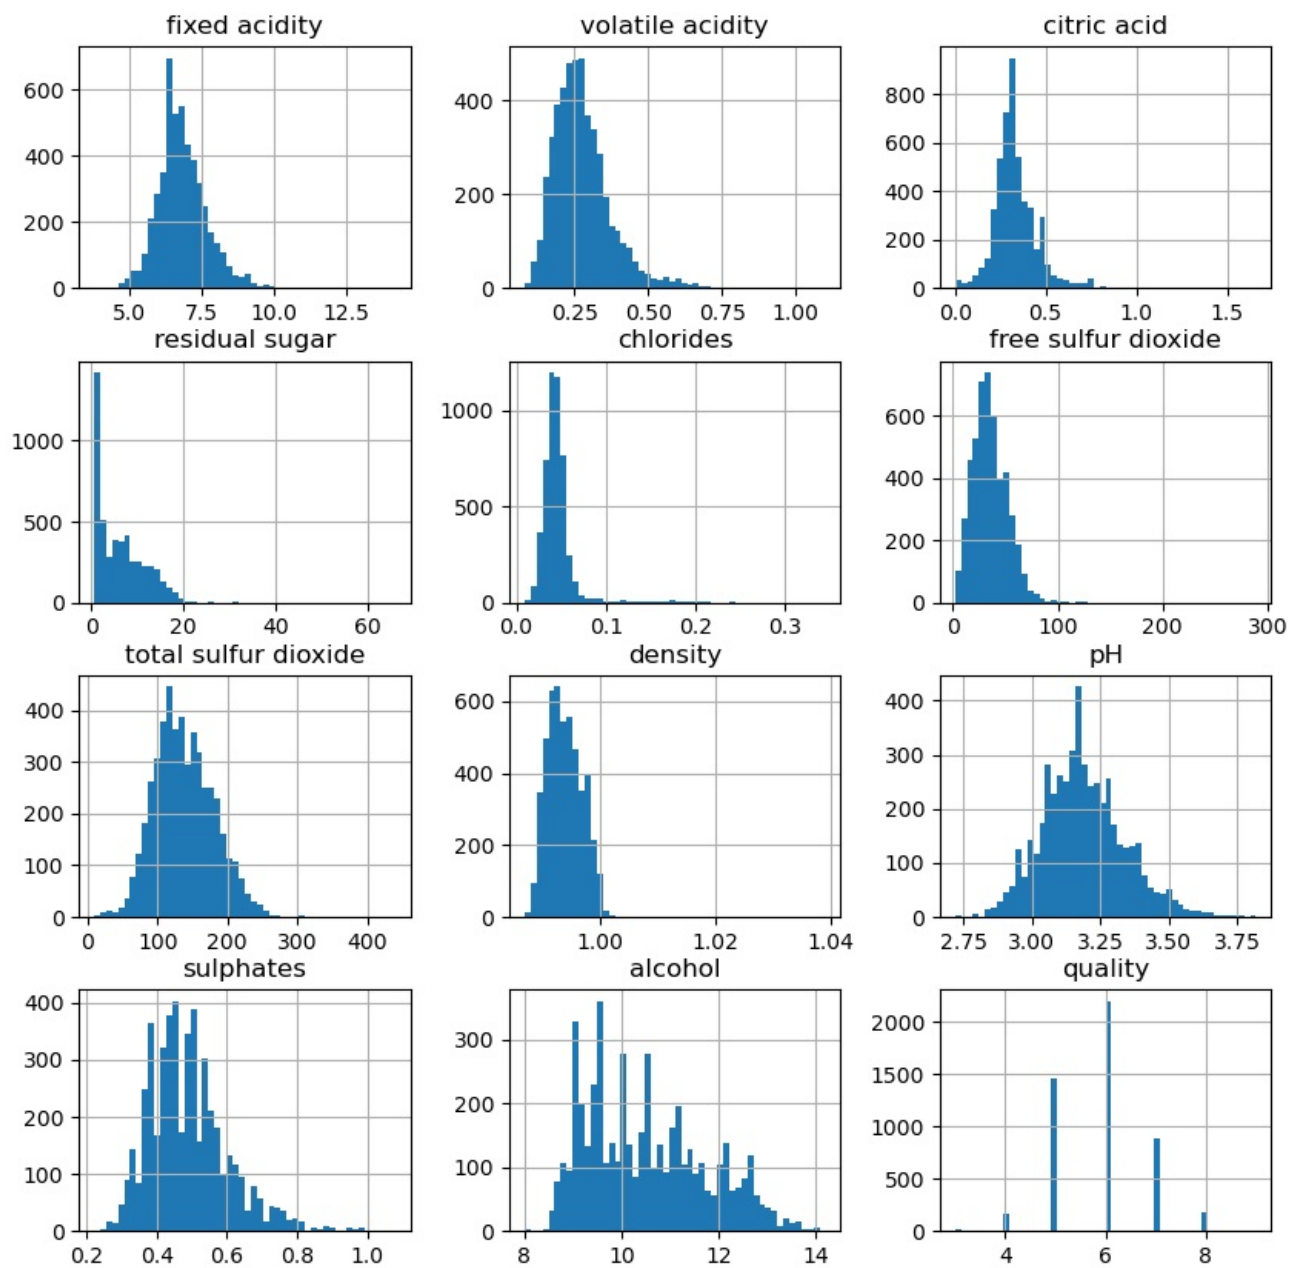 fixed acidity
600
400
200
0
5.0 7.5 10.0 12.5
volatile acidity
400
200
0
0.25 0.50 0.75 1.00
citric acid
800
600
400
200
0
0.0 0.5 1.0 1.5
residual sugar
1000
500
0
0 20 40 60
chlorides
1000
500
0
0.0 0.1 0.2 0.3
free sulfur dioxide
600
400
200
0
0 100 200 300
total sulfur dioxide
400
300
200
100
0
0 100 200 300 400
density
600
400
200
0
1.00 1.02 1.04
pH
400
300
200
100
0
2.75 3.00 3.25 3.50 3.75
sulphates
400
300
200
100
0
0.2 0.4 0.6 0.8 1.0
alcohol
300
200
100
0
8 10 12 14
quality
2000
1500
1000
500
0
4 6 8